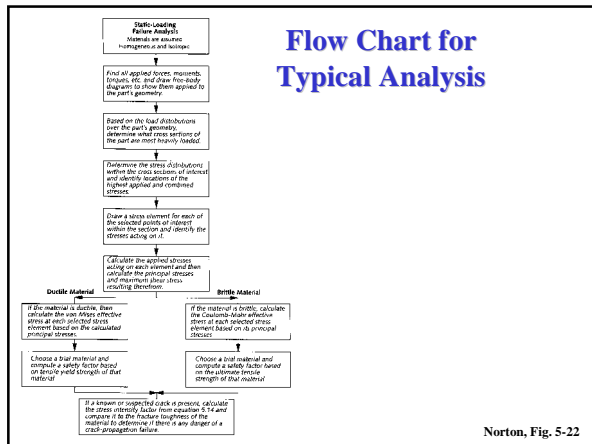 Flow Chart for
Typical Analysis
Static-Loading
Failure Analysis
Materials are assumed
Homogeneous and Isotropic
Find all applied forces, moments,
torques, etc. and draw free-body
diagrams to show them applied to
the part's geometry.
Based on the load distributions
over the part's geometry,
determine what cross sections of
the part are most heavily loaded.
Determine the stress distributions
within the cross sections of interest
and identify locations of the
highest applied and combined
stresses.
Draw a stress element for each of
the selected points of interest
within the section and identify the
stresses acting on it.
Calculate the applied stresses
acting on each element and then
calculate the principal stresses
and maximum shear stress
resulting therefrom.
Ductile Material
Brittle Material
If the material is ductile, then
calculate the von Mises effective
stress at each selected stress
element based on the calculated
principal stresses.
If the material is brittle, calculate
the Coulomb-Mohr effective
stress at each selected stress
element based on its principal
stresses
Choose a trial material and
compute a safety factor based
on tensile yield strength of that
material
Choose a trial material and
compute a safety factor based
on the ultimate tensile
strength of that material
If a known or suspected crack is present, calculate
the stress intensity factor from equation 5.14 and
compare it to the fracture toughness of the
material to determine if there is any danger of a
crack-propagation failure.
Norton, Fig. 5-22